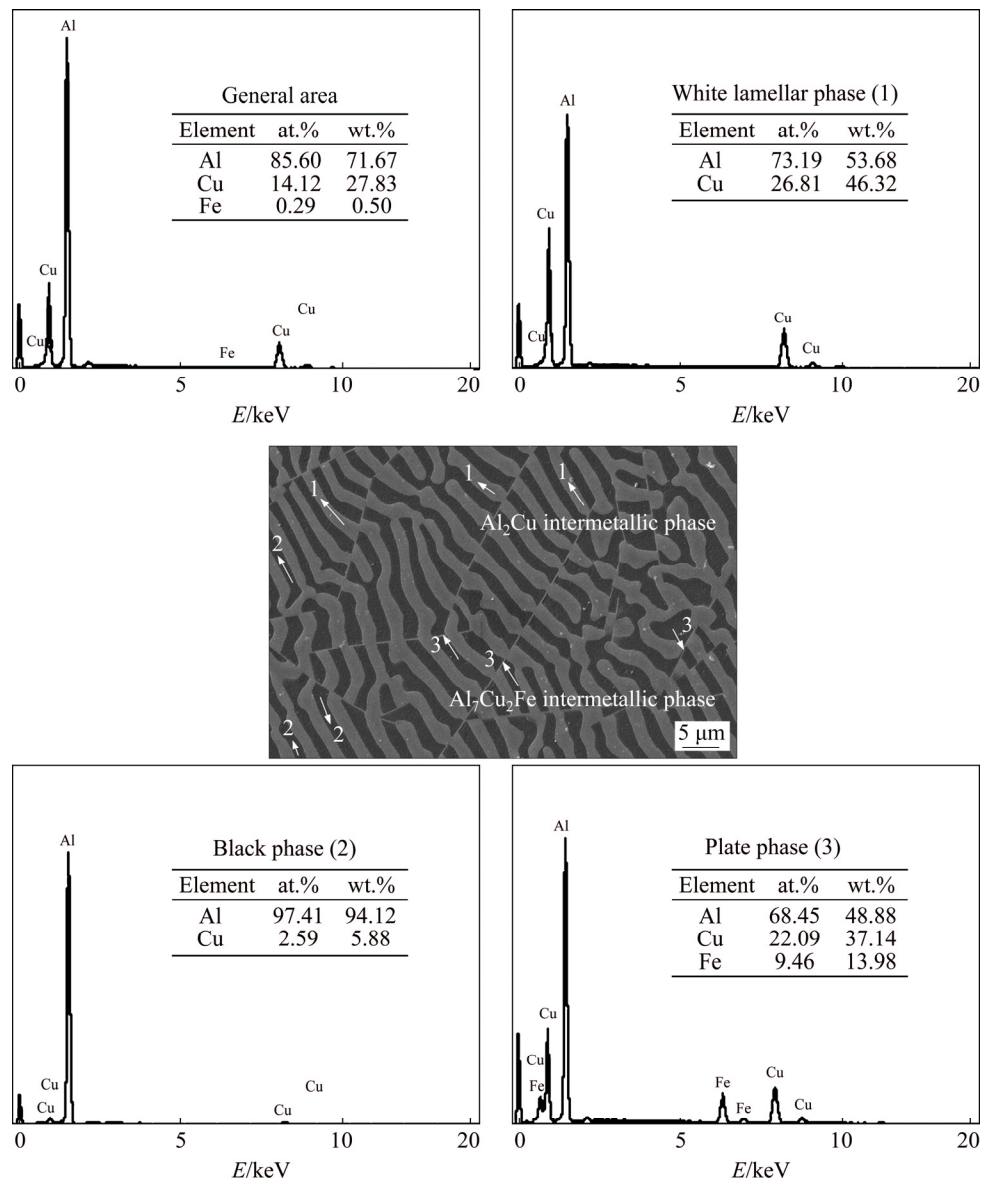 Al
General area
Element at.% wt.%
Al 85.60 71.67
Cu 14.12 27.83
Fe 0.29 0.50
Cu
Cu
Fe
Cu
Cu
0 5 10 20
E/keV
Al
White lamellar phase (1)
Element at.% wt.%
Al 73.19 53.68
Cu 26.81 46.32
Cu
Cu
Cu
Cu
0 5 10 20
E/keV
1
1
1
Al₂Cu intermetallic phase
2
3
3
3
Al₇Cu₂Fe intermetallic phase
2
2
5 μm
Al
Black phase (2)
Element at.% wt.%
Al 97.41 94.12
Cu 2.59 5.88
Cu
Cu
Cu
Cu
0 5 10 20
E/keV
Al
Plate phase (3)
Element at.% wt.%
Al 68.45 48.88
Cu 22.09 37.14
Fe 9.46 13.98
Cu
Cu
Fe
Fe
Fe
Cu
Cu
0 5 10 20
E/keV